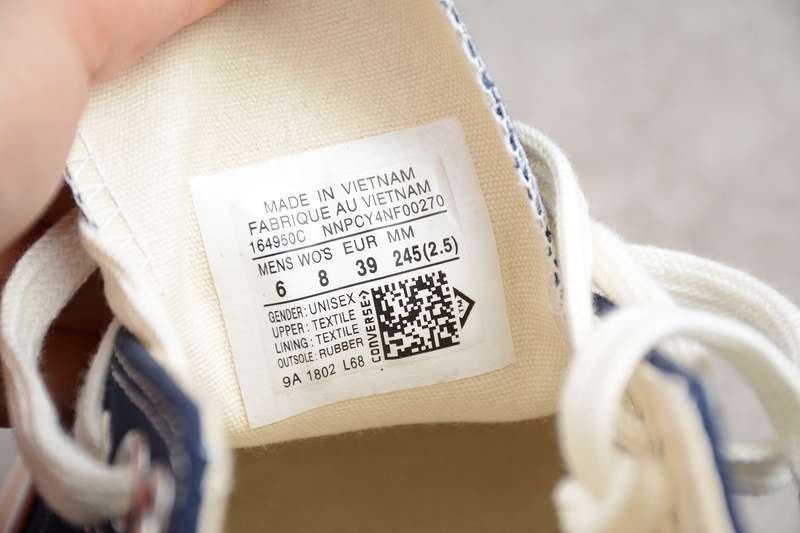 MADE IN VIETNAM
FABRIQUE AU VIETNAM
164950C NNPCY4NF00270
MENS WO'S EUR MM
6 8 39 245(2.5)
GENDER: UNISEX
UPPER: TEXTILE
LINING: TEXTILE
OUTSOLE: RUBBER
CONVERSE
9A 1802 L68